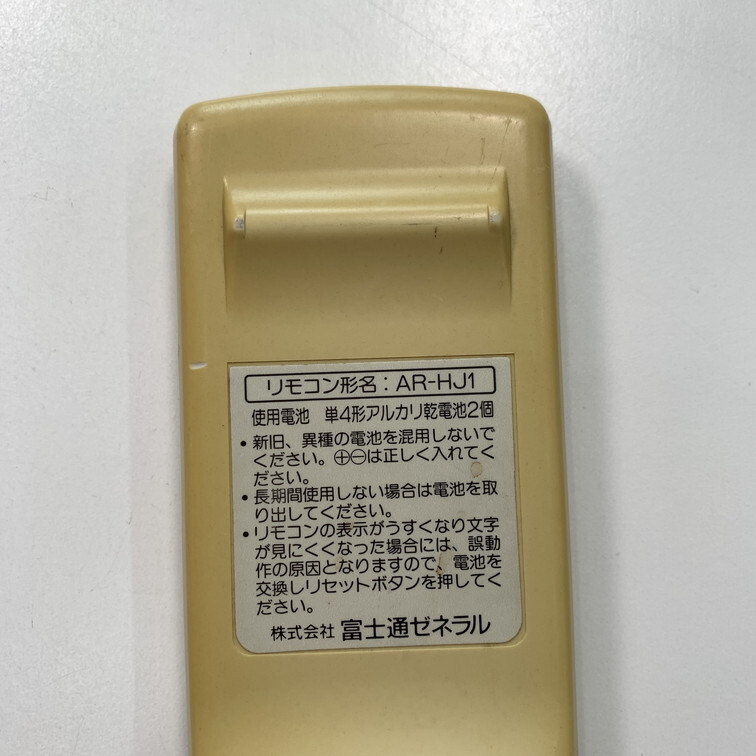 リモコン形名：AR-HJ1
使用電池 単4形アルカリ乾電池2個
• 新旧、異種の電池を混用しないで
ください。⊕⊖は正しく入れてく
ださい。
• 長期間使用しない場合は電池を取
り出してください。
• リモコンの表示がうすくなり文字
が見にくくなった場合には、誤動
作の原因となりますので、電池を
交換しリセットボタンを押してく
ださい。
株式会社 富士通ゼネラル